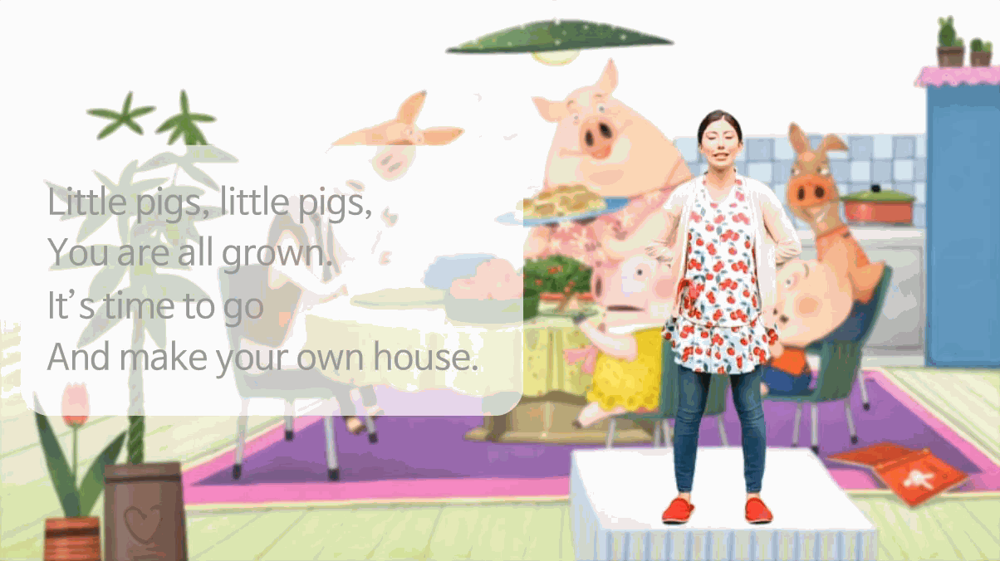 Little pigs, little pigs,
You are all grown.
It’s time to go
And make your own house.